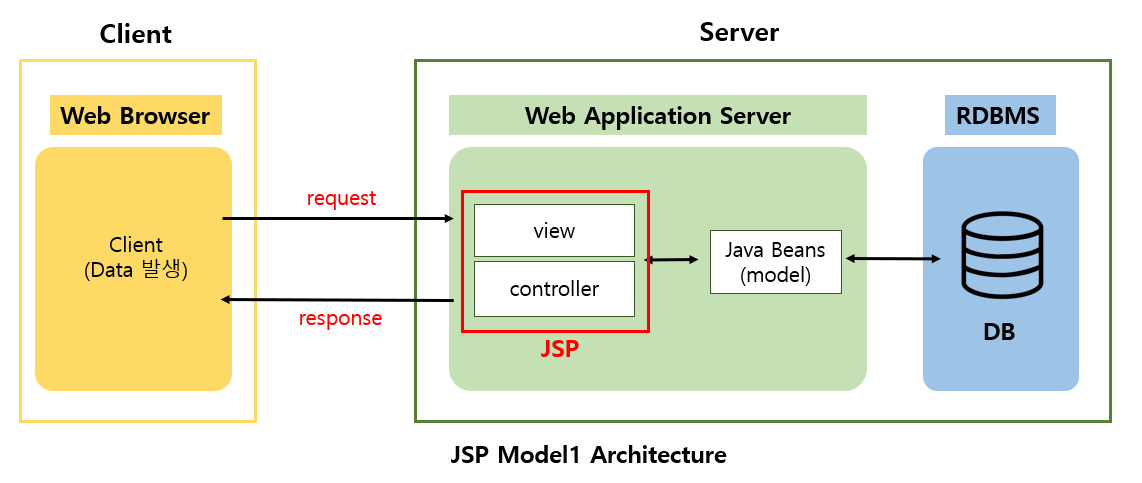 Client
Server
Web Browser
Web Application Server
RDBMS
request
view
Client
(Data 발생)
Java Beans
(model)
controller
response
DB
JSP
JSP Model1 Architecture